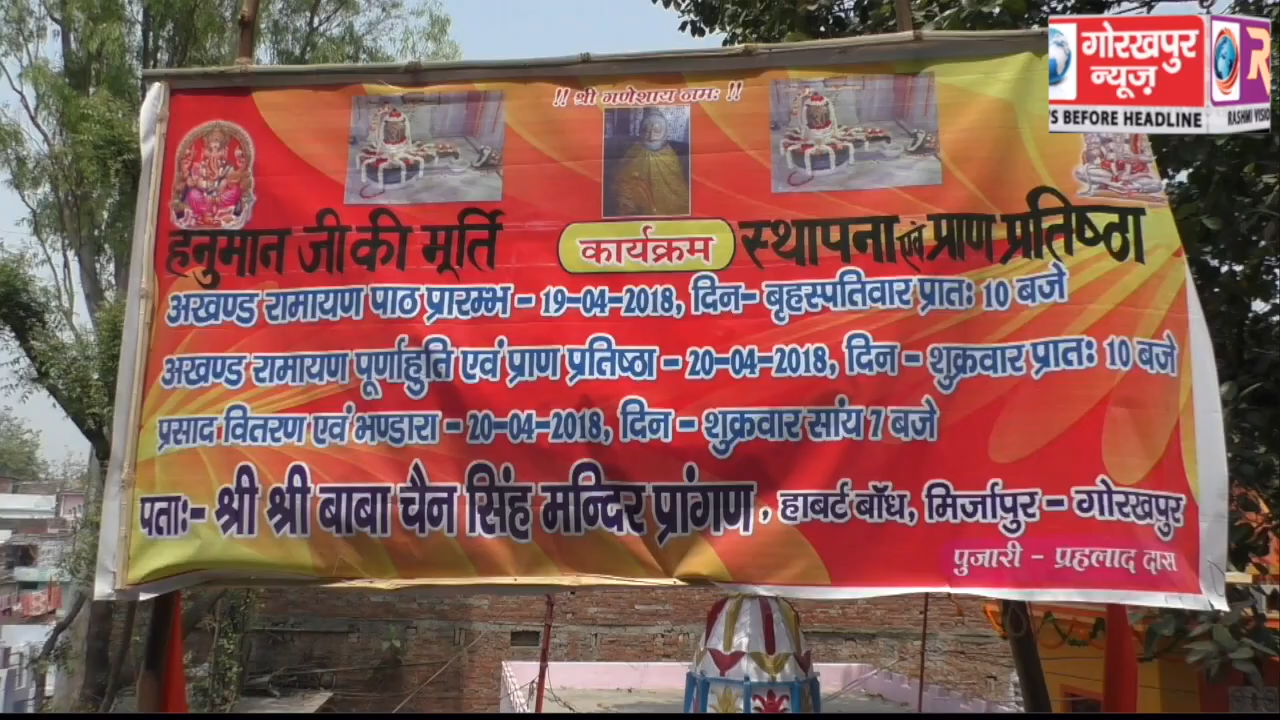 !! श्री गणेशाय नमः !!
गोरखपुर
न्यूज़
'S BEFORE HEADLINE
RASHMI VISIO
हनुमान जी की मूर्ति कार्यक्रम स्थापना एवं प्राण प्रतिष्ठा
अखण्ड रामायण पाठ प्रारम्भ - 19-04-2018, दिन- बृहस्पतिवार प्रातः 10 बजे
अखण्ड रामायण पूर्णाहुति एवं प्राण प्रतिष्ठा - 20-04-2018, दिन - शुक्रवार प्रातः 10 बजे
प्रसाद वितरण एवं भण्डारा - 20-04-2018, दिन - शुक्रवार सांय 7 बजे
पताः- श्री श्री बाबा चैन सिंह मन्दिर प्रांगण, हाबर्ट बाँध, मिर्जापुर - गोरखपुर
पुजारी - प्रहलाद दास